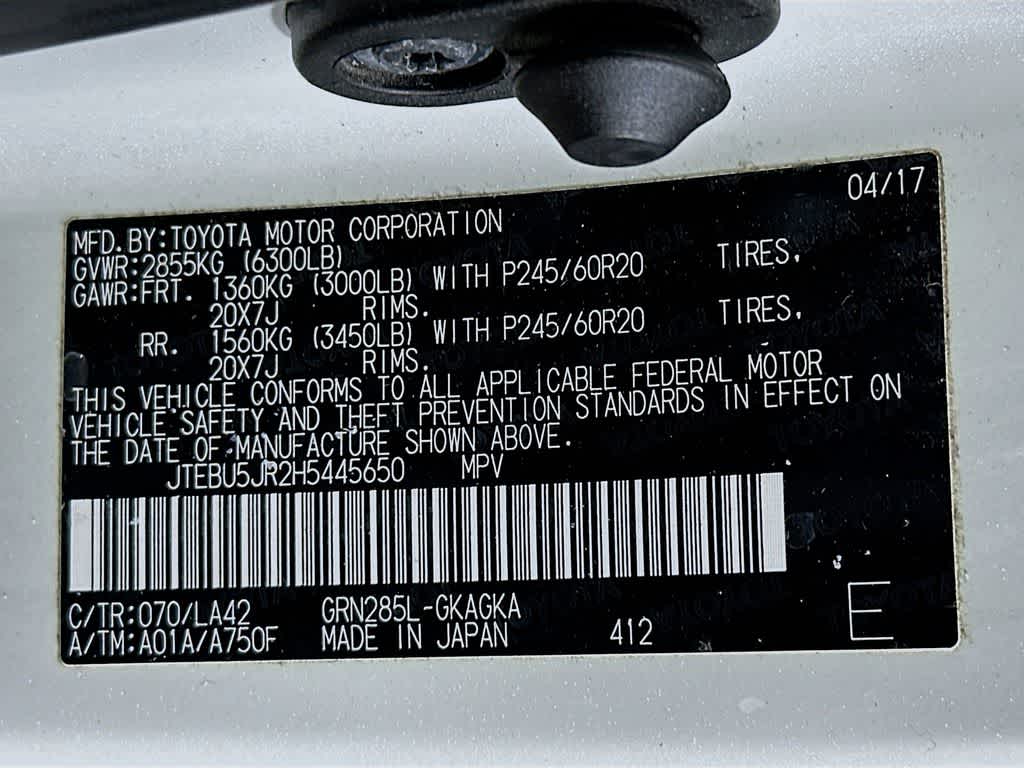 04/17
MFD. BY:TOYOTA MOTOR CORPORATION
GVWR:2855KG (6300LB)
GAWR:FRT. 1360KG (3000LB) WITH P245/60R20 TIRES,
20X7J RIMS.
RR. 1560KG (3450LB) WITH P245/60R20 TIRES,
20X7J RIMS.
THIS VEHICLE CONFORMS TO ALL APPLICABLE FEDERAL MOTOR
VEHICLE SAFETY AND THEFT PREVENTION STANDARDS IN EFFECT ON
THE DATE OF MANUFACTURE SHOWN ABOVE.
JTEBU5JR2H5445650 MPV
C/TR:070/LA42 GRN285L-GKAGKA
A/TM:A01A/A750F MADE IN JAPAN 412 E